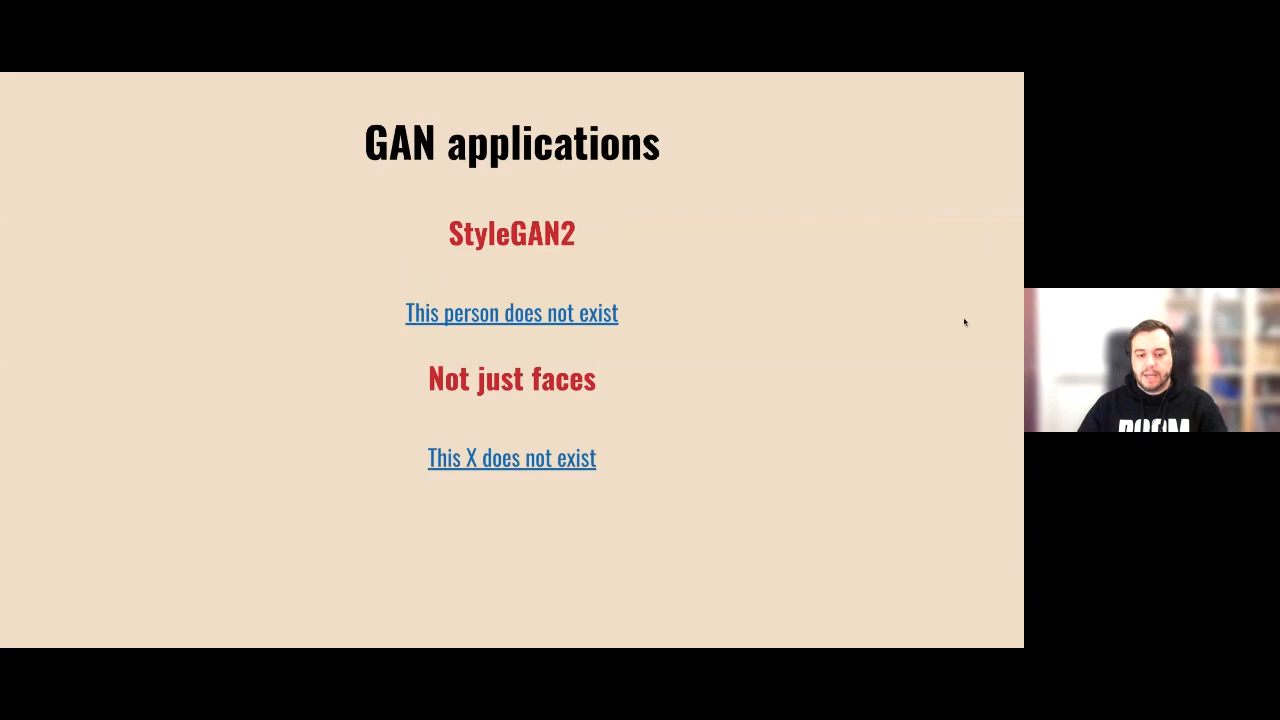 GAN applications
StyleGAN2
This person does not exist
Not just faces
This X does not exist